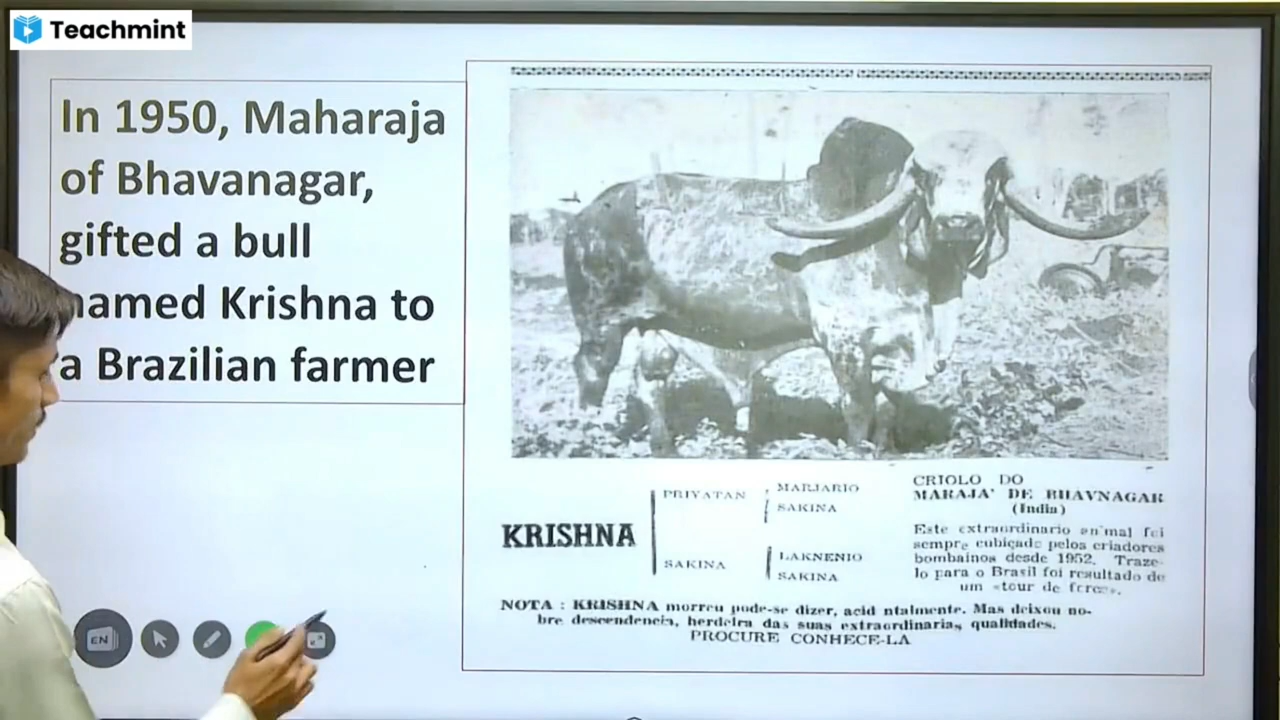 Teachmint
In 1950, Maharaja
of Bhavanagar,
gifted a bull
named Krishna to
a Brazilian farmer
KRISHNA
PRIYATAN
SAKINA
MARJARIO
SAKINA
LAKNENIO
SAKINA
CRIOLO DO
MARAJA' DE BHAVNAGAR
(India)
Este extraordinario animal fei
sempre cubiçado pelos criadores
bombainos desde 1952. Traze-
lo para o Brasil foi resultado de
um «tour de force».
NOTA : KRISHNA morreu pode-se dizer, acid ntalmente. Mas deixou no-
bre descendencia, herdeira das suas extraordinarias, qualidades.
PROCURE CONHECE-LA
EN